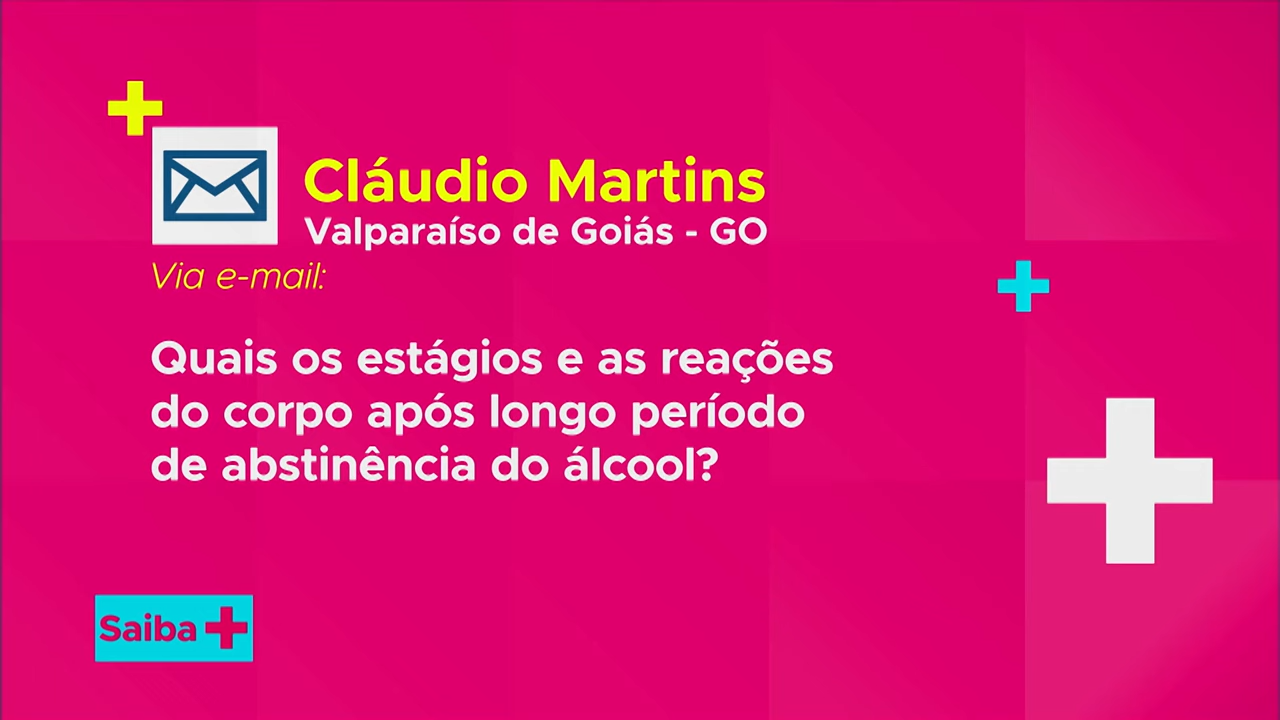 Cláudio Martins
Valparaíso de Goiás - GO
Via e-mail:
Quais os estágios e as reações
do corpo após longo período
de abstinência do álcool?
Saiba+